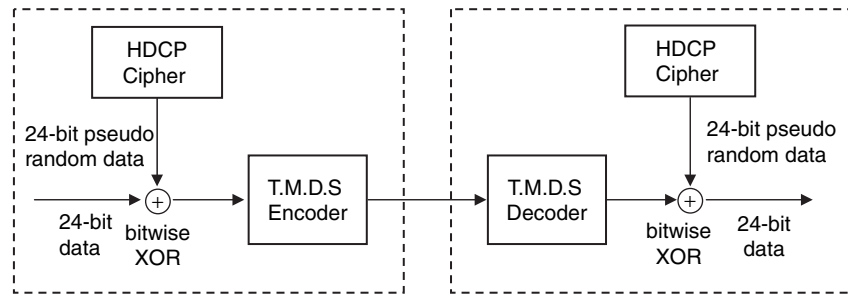 HDCP
Cipher
24-bit pseudo
random data
24-bit
data
+
bitwise
XOR
T.M.D.S
Encoder
T.M.D.S
Decoder
HDCP
Cipher
24-bit pseudo
random data
+
bitwise
XOR
24-bit
data